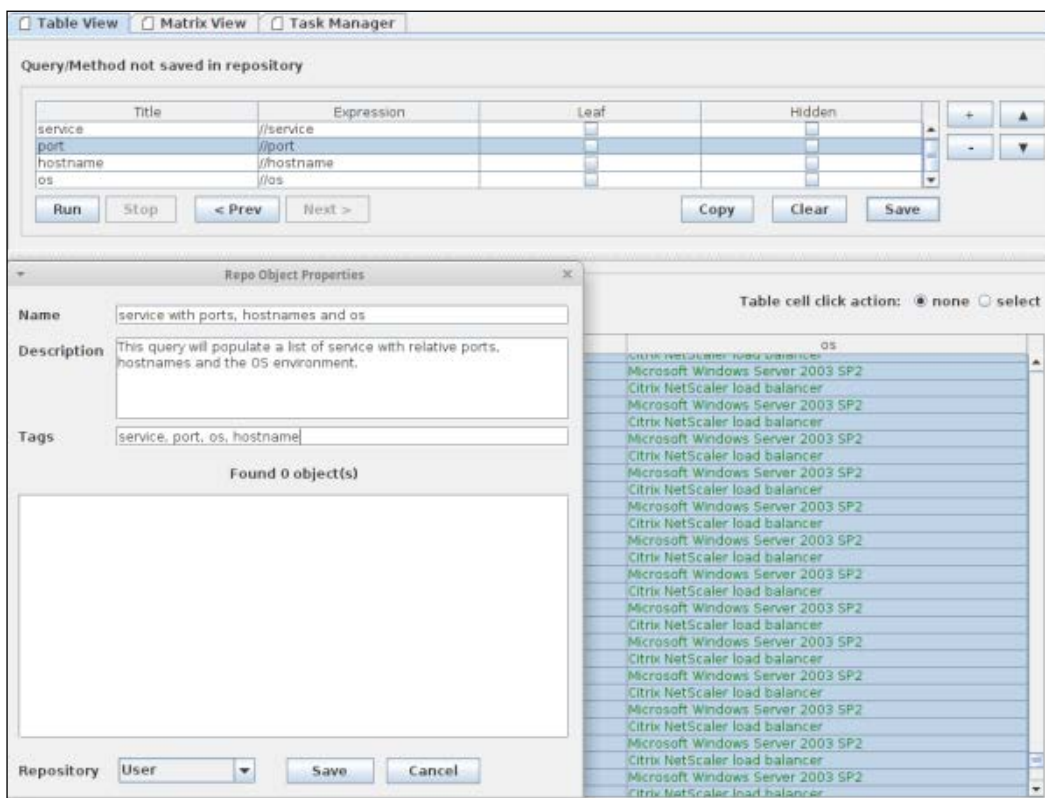 Table View Matrix View Task Manager
Query/Method not saved in repository
Title Expression Leaf Hidden
service //service
port //port
hostname //hostname
os //os
+ ▲
- ▼
Run Stop < Prev Next > Copy Clear Save
Repo Object Properties
Name service with ports, hostnames and os
Description This query will populate a list of service with relative ports,
hostnames and the OS environment.
Tags service, port, os, hostname
Found 0 object(s)
Repository User Save Cancel
Table cell click action: none select
os
Citrix NetScaler load balancer
Microsoft Windows Server 2003 SP2
Citrix NetScaler load balancer
Microsoft Windows Server 2003 SP2
Citrix NetScaler load balancer
Microsoft Windows Server 2003 SP2
Citrix NetScaler load balancer
Microsoft Windows Server 2003 SP2
Citrix NetScaler load balancer
Microsoft Windows Server 2003 SP2
Citrix NetScaler load balancer
Microsoft Windows Server 2003 SP2
Citrix NetScaler load balancer
Microsoft Windows Server 2003 SP2
Citrix NetScaler load balancer
Microsoft Windows Server 2003 SP2
Citrix NetScaler load balancer
Microsoft Windows Server 2003 SP2
Citrix NetScaler load balancer
Microsoft Windows Server 2003 SP2
Citrix NetScaler load balancer
Microsoft Windows Server 2003 SP2
Citrix NetScaler load balancer
Microsoft Windows Server 2003 SP2
Citrix NetScaler load balancer
Microsoft Windows Server 2003 SP2
Citrix NetScaler load balancer